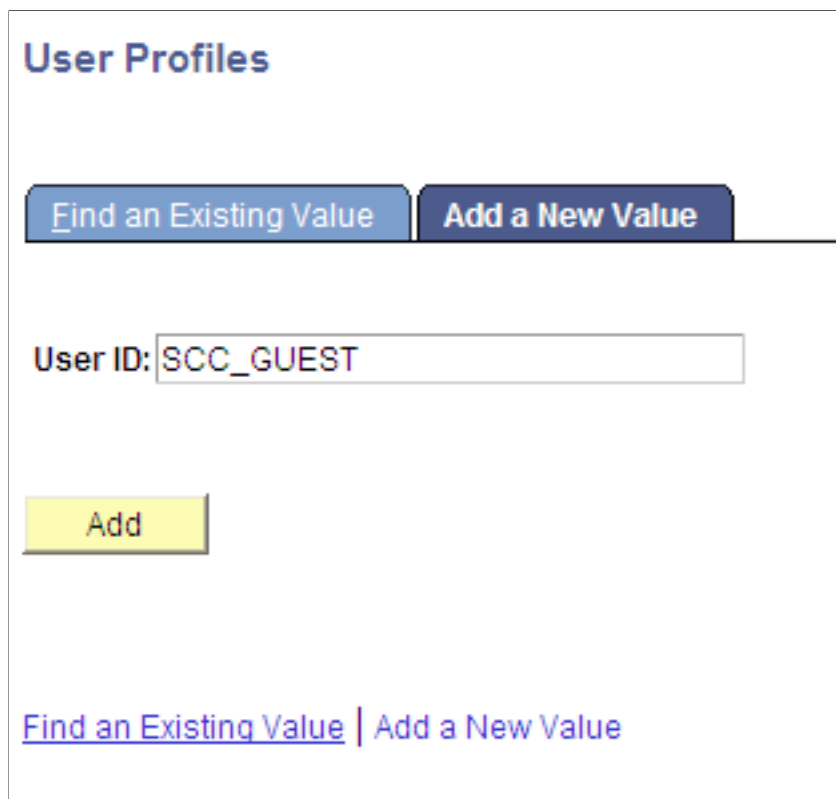 User Profiles
Find an Existing Value Add a New Value
User ID: SCC_GUEST
Add
Find an Existing Value | Add a New Value